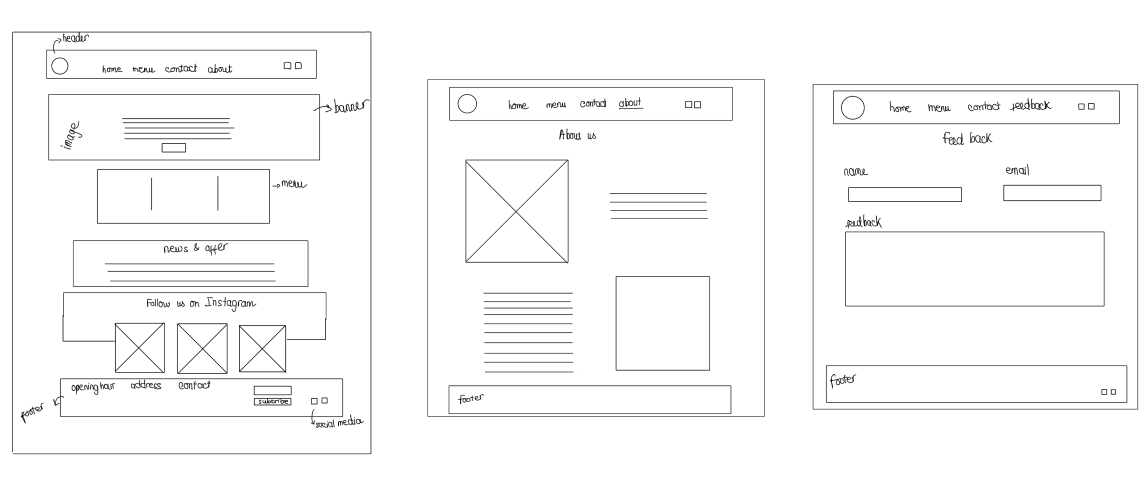 header
home menu contact about
banner
image
menu
news & offer
Follow us on Instagram
opening hour address contact
subscribe
footer
social media
home menu contact about
About us
footer
home menu contact feedback
feed back
name email
feedback
footer